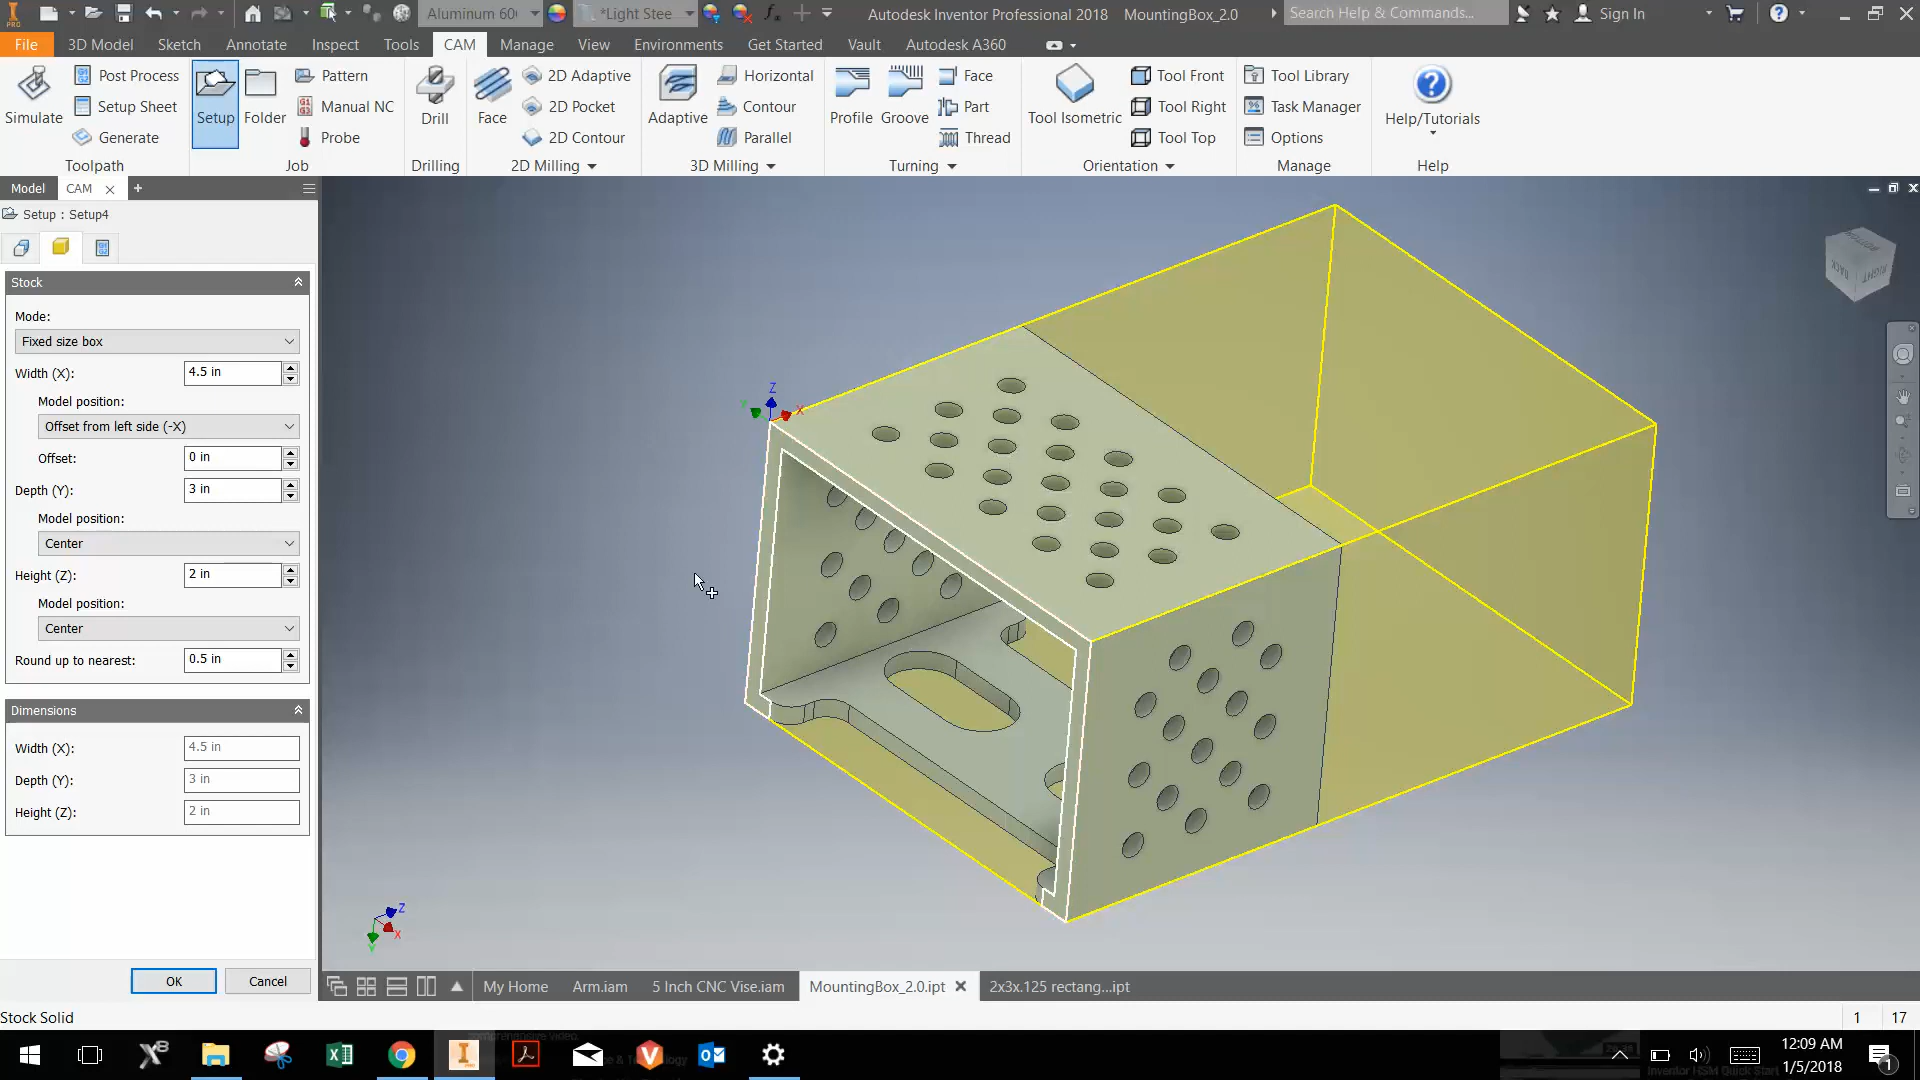 PRO
Aluminum 60
*Light Stee
Autodesk Inventor Professional 2018   MountingBox_2.0
Search Help & Commands...
Sign In
File
3D Model
Sketch
Annotate
Inspect
Tools
CAM
Manage
View
Environments
Get Started
Vault
Autodesk A360
Simulate
Post Process
Setup Sheet
Generate
Toolpath
Setup
Folder
Pattern
Manual NC
Probe
Job
Drill
Drilling
Face
2D Adaptive
2D Pocket
2D Contour
2D Milling
Adaptive
Horizontal
Contour
Parallel
3D Milling
Profile
Groove
Face
Part
Thread
Turning
Tool Isometric
Tool Front
Tool Right
Tool Top
Orientation
Tool Library
Task Manager
Options
Manage
Help/Tutorials
Help
Model
CAM
Setup : Setup4
Stock
Mode:
Fixed size box
Width (X): 4.5 in
Model position:
Offset from left side (-X)
Offset: 0 in
Depth (Y): 3 in
Model position:
Center
Height (Z): 2 in
Model position:
Center
Round up to nearest: 0.5 in
Dimensions
Width (X): 4.5 in
Depth (Y): 3 in
Height (Z): 2 in
OK
Cancel
Z
Y
X
BOTTOM
BACK
RIGHT
Z
X
Y
My Home
Arm.iam
5 Inch CNC Vise.iam
MountingBox_2.0.ipt
2x3x.125 rectang...ipt
Stock Solid
1
17
12:09 AM
1/5/2018
1